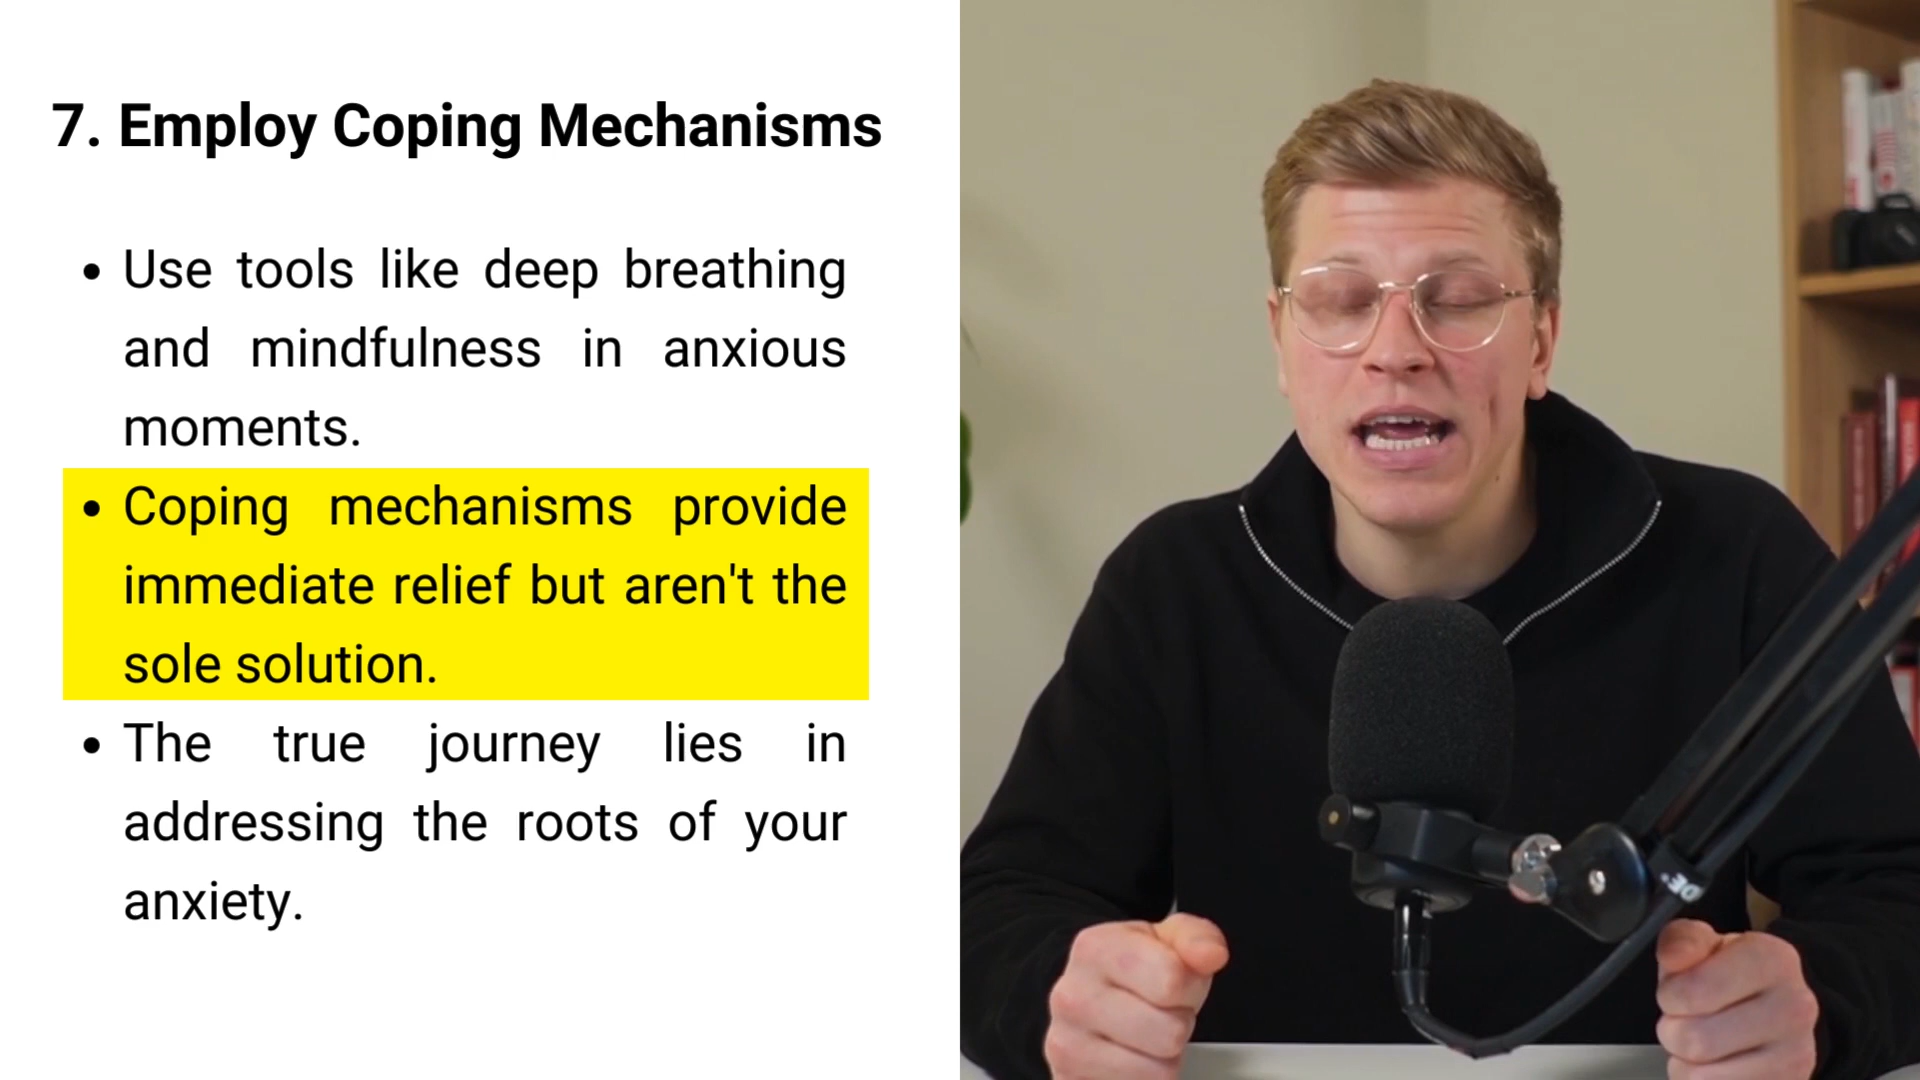 7. Employ Coping Mechanisms
• Use tools like deep breathing
and mindfulness in anxious
moments.
• Coping mechanisms provide
immediate relief but aren't the
sole solution.
• The true journey lies in
addressing the roots of your
anxiety.